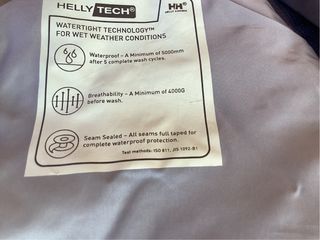 HELLY TECH®
HH
HELLY HANSEN
WATERTIGHT TECHNOLOGY™
FOR WET WEATHER CONDITIONS
Waterproof – A Minimum of 5000mm
after 5 complete wash cycles.
Breathability – A Minimum of 4000G
before wash.
Seam Sealed – All seams full taped for
complete waterproof protection.
Test methods: ISO 811, JIS 1092-B1